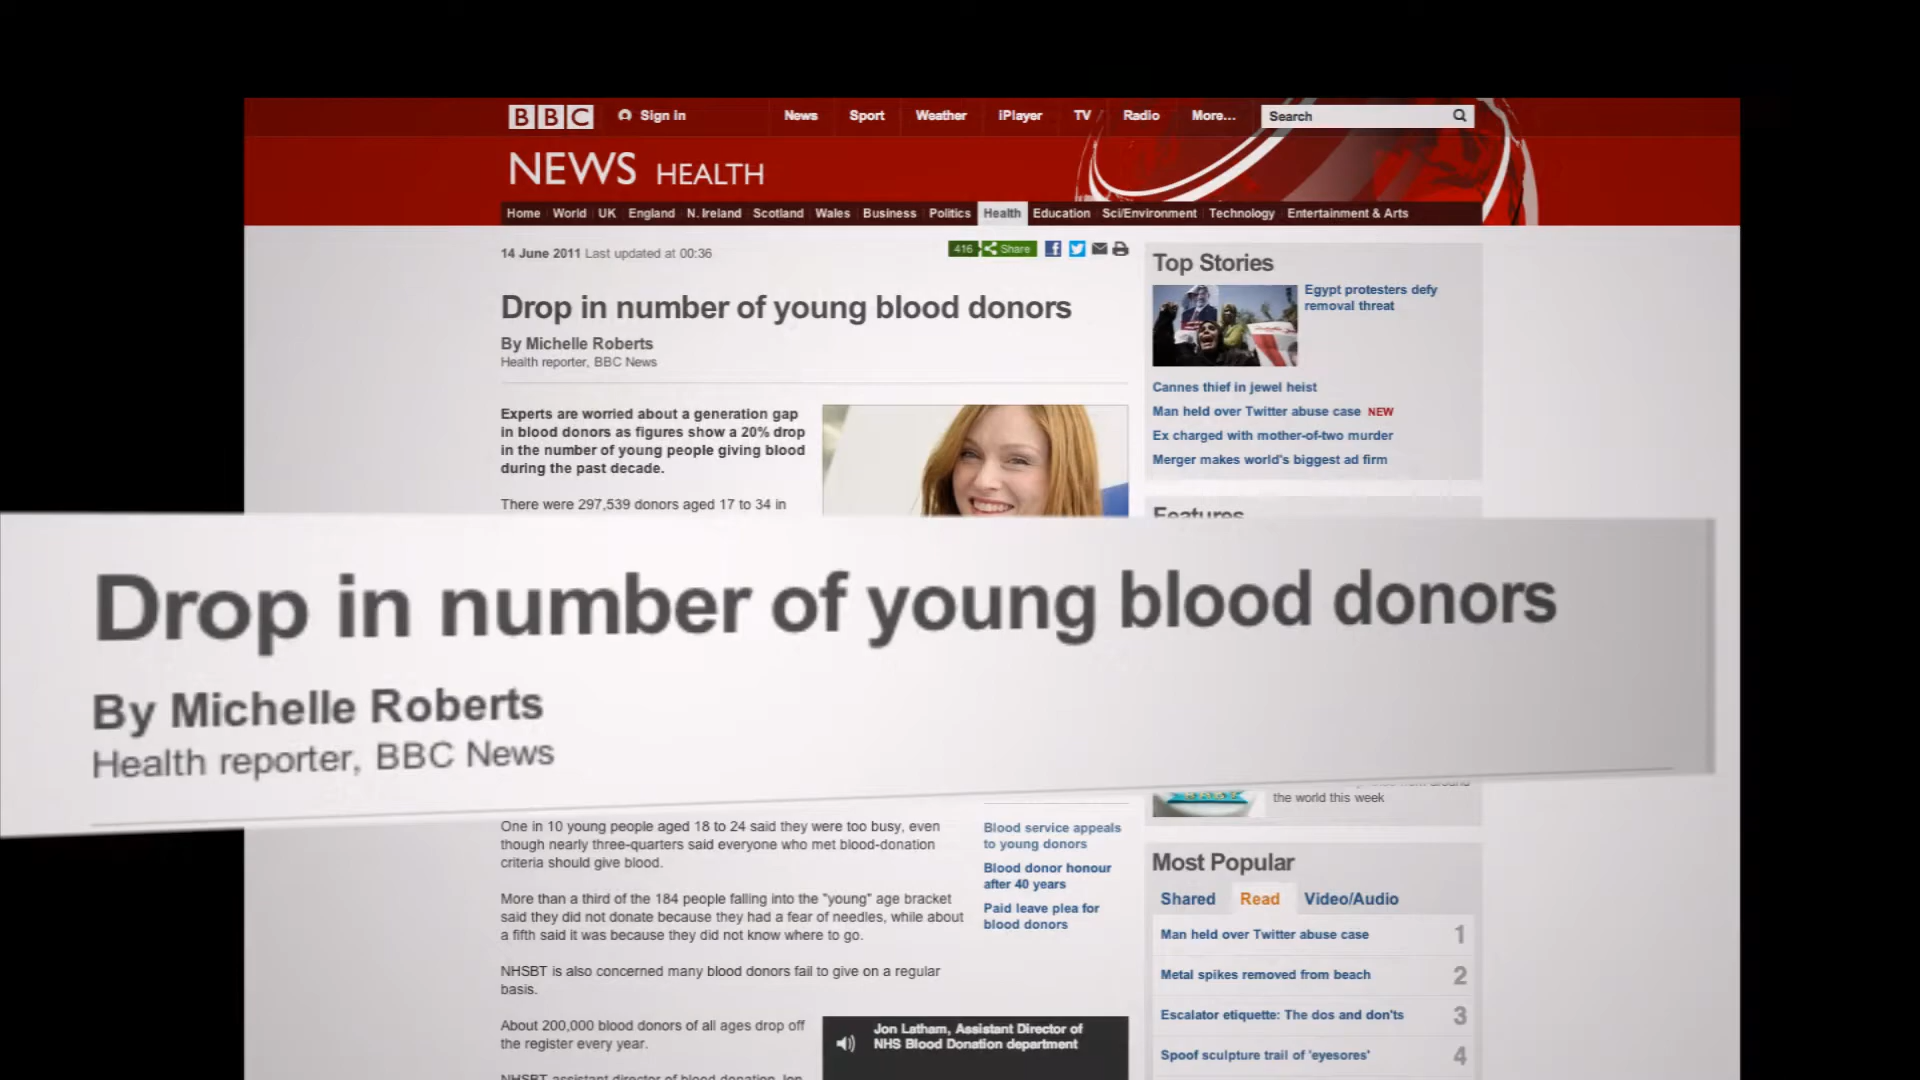 BBC Sign in News Sport Weather iPlayer TV Radio More... Search
NEWS HEALTH
Home World UK England N. Ireland Scotland Wales Business Politics Health Education Sci/Environment Technology Entertainment & Arts
14 June 2011 Last updated at 00:36
416 Share
Drop in number of young blood donors
By Michelle Roberts
Health reporter, BBC News
Experts are worried about a generation gap
in blood donors as figures show a 20% drop
in the number of young people giving blood
during the past decade.
There were 297,539 donors aged 17 to 34 in
Top Stories
Egypt protesters defy
removal threat
Cannes thief in jewel heist
Man held over Twitter abuse case NEW
Ex charged with mother-of-two murder
Merger makes world's biggest ad firm
Features
Drop in number of young blood donors
By Michelle Roberts
Health reporter, BBC News
One in 10 young people aged 18 to 24 said they were too busy, even
though nearly three-quarters said everyone who met blood-donation
criteria should give blood.
More than a third of the 184 people falling into the "young" age bracket
said they did not donate because they had a fear of needles, while about
a fifth said it was because they did not know where to go.
NHSBT is also concerned many blood donors fail to give on a regular
basis.
About 200,000 blood donors of all ages drop off
the register every year.
NHSBT assistant director of blood donation Jon
Blood service appeals
to young donors
Blood donor honour
after 40 years
Paid leave plea for
blood donors
Jon Latham, Assistant Director of
NHS Blood Donation department
the world this week
Most Popular
Shared Read Video/Audio
Man held over Twitter abuse case 1
Metal spikes removed from beach 2
Escalator etiquette: The dos and don'ts 3
Spoof sculpture trail of 'eyesores' 4